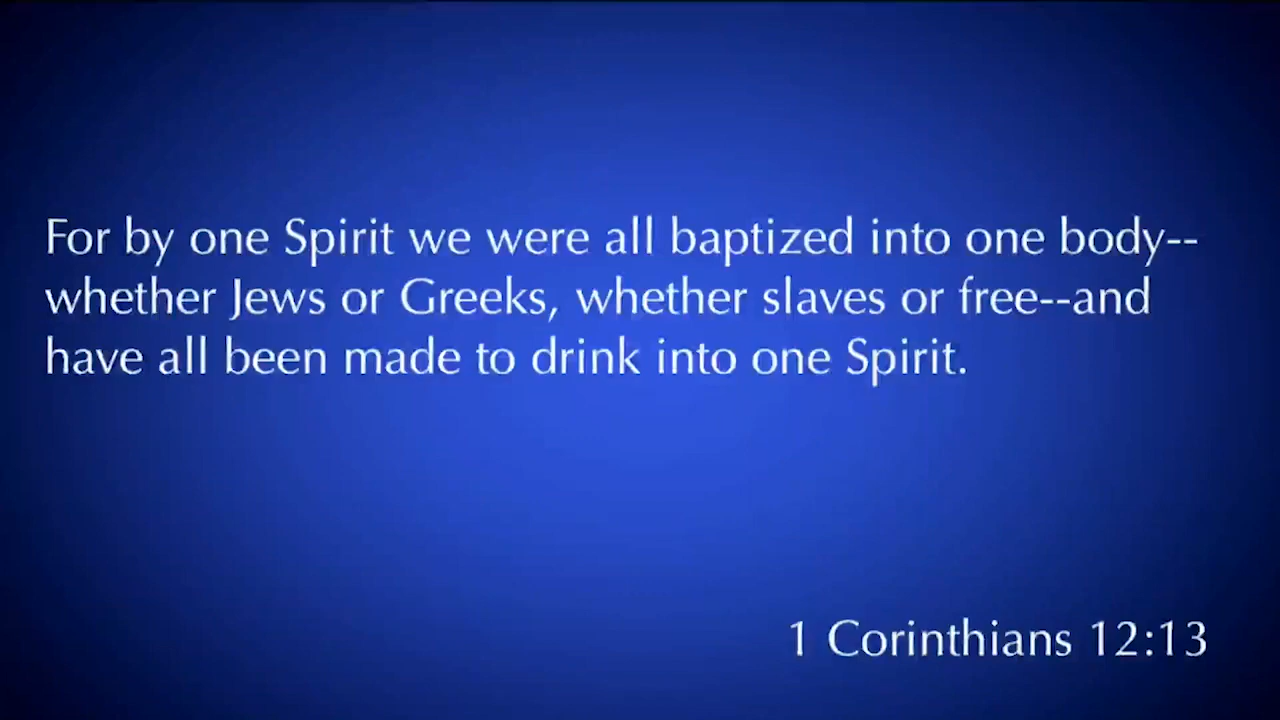 For by one Spirit we were all baptized into one body--
whether Jews or Greeks, whether slaves or free--and
have all been made to drink into one Spirit.
1 Corinthians 12:13